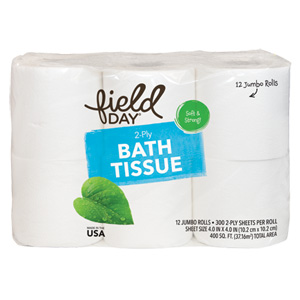 12 Jumbo Rolls
field
DAY®
Soft &
Strong!
2-Ply
BATH
TISSUE
MADE IN THE
USA
12 JUMBO ROLLS • 300 2-PLY SHEETS PER ROLL
SHEET SIZE 4.0 IN X 4.0 IN (10.2 cm x 10.2 cm)
400 SQ. FT. (37.16m²) TOTAL AREA